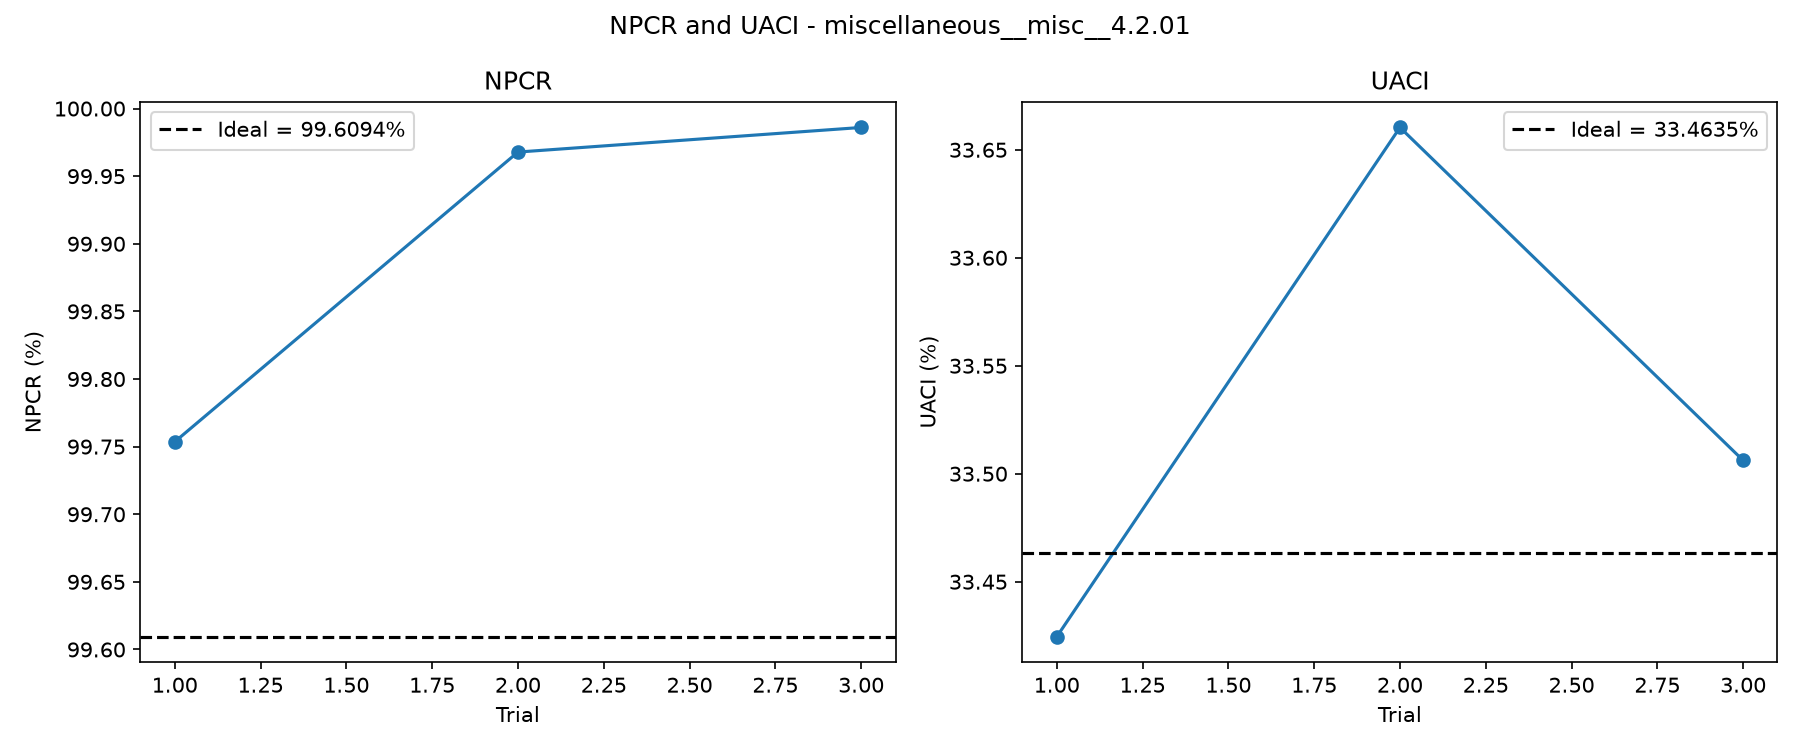 NPCR and UACI - miscellaneous__misc__4.2.01
NPCR
Ideal = 99.6094%
NPCR (%)
100.00
99.95
99.90
99.85
99.80
99.75
99.70
99.65
99.60
1.00 1.25 1.50 1.75 2.00 2.25 2.50 2.75 3.00
Trial
UACI
Ideal = 33.4635%
UACI (%)
33.65
33.60
33.55
33.50
33.45
1.00 1.25 1.50 1.75 2.00 2.25 2.50 2.75 3.00
Trial